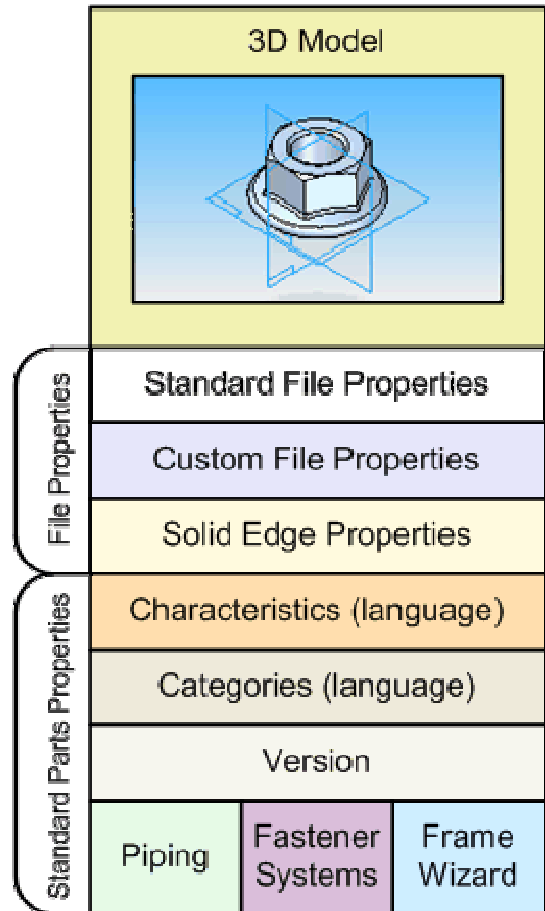 3D Model
File Properties
Standard File Properties
Custom File Properties
Solid Edge Properties
Standard Parts Properties
Characteristics (language)
Categories (language)
Version
Piping
Fastener
Systems
Frame
Wizard